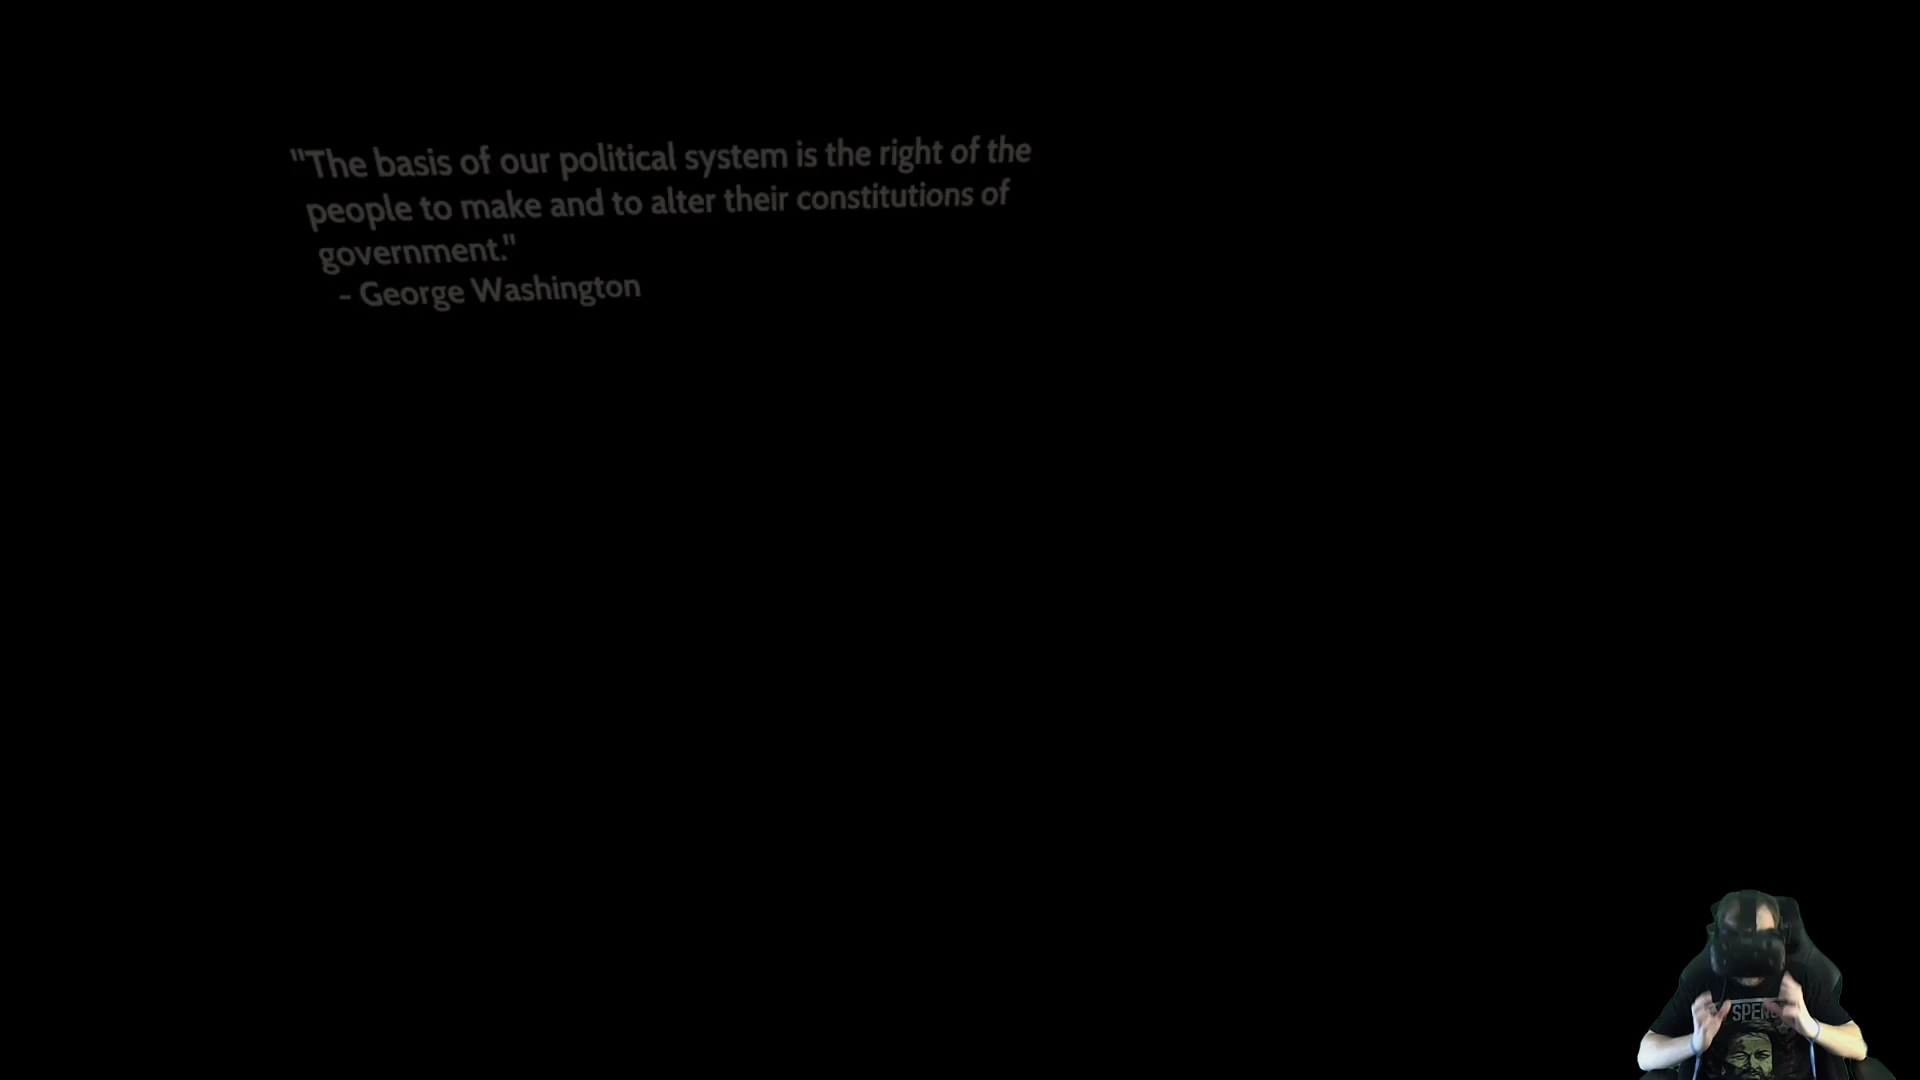 "The basis of our political system is the right of the
people to make and to alter their constitutions of
government."
- George Washington